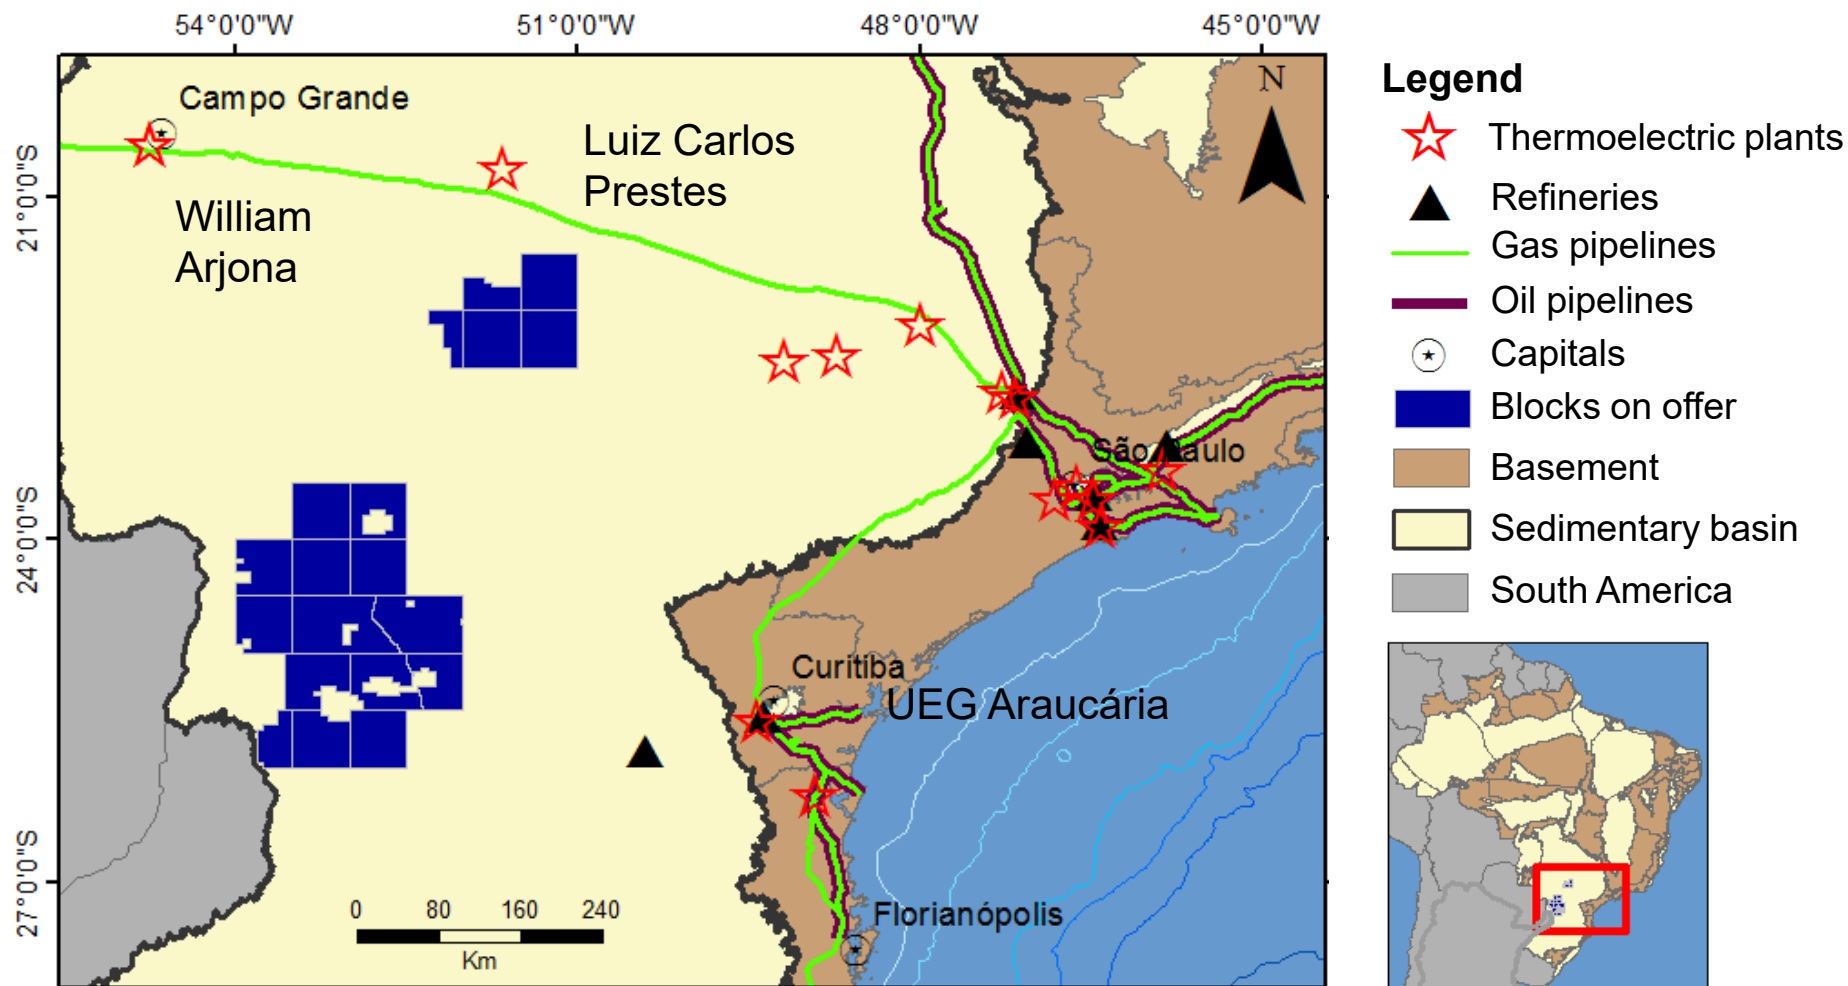 54°0'0"W
51°0'0"W
48°0'0"W
45°0'0"W
21°0'0"S
24°0'0"S
27°0'0"S
N
Campo Grande
Luiz Carlos
Prestes
William
Arjona
São Paulo
Curitiba
UEG Araucária
Florianópolis
0 80 160 240
Km
Legend
Thermoelectric plants
Refineries
Gas pipelines
Oil pipelines
Capitals
Blocks on offer
Basement
Sedimentary basin
South America